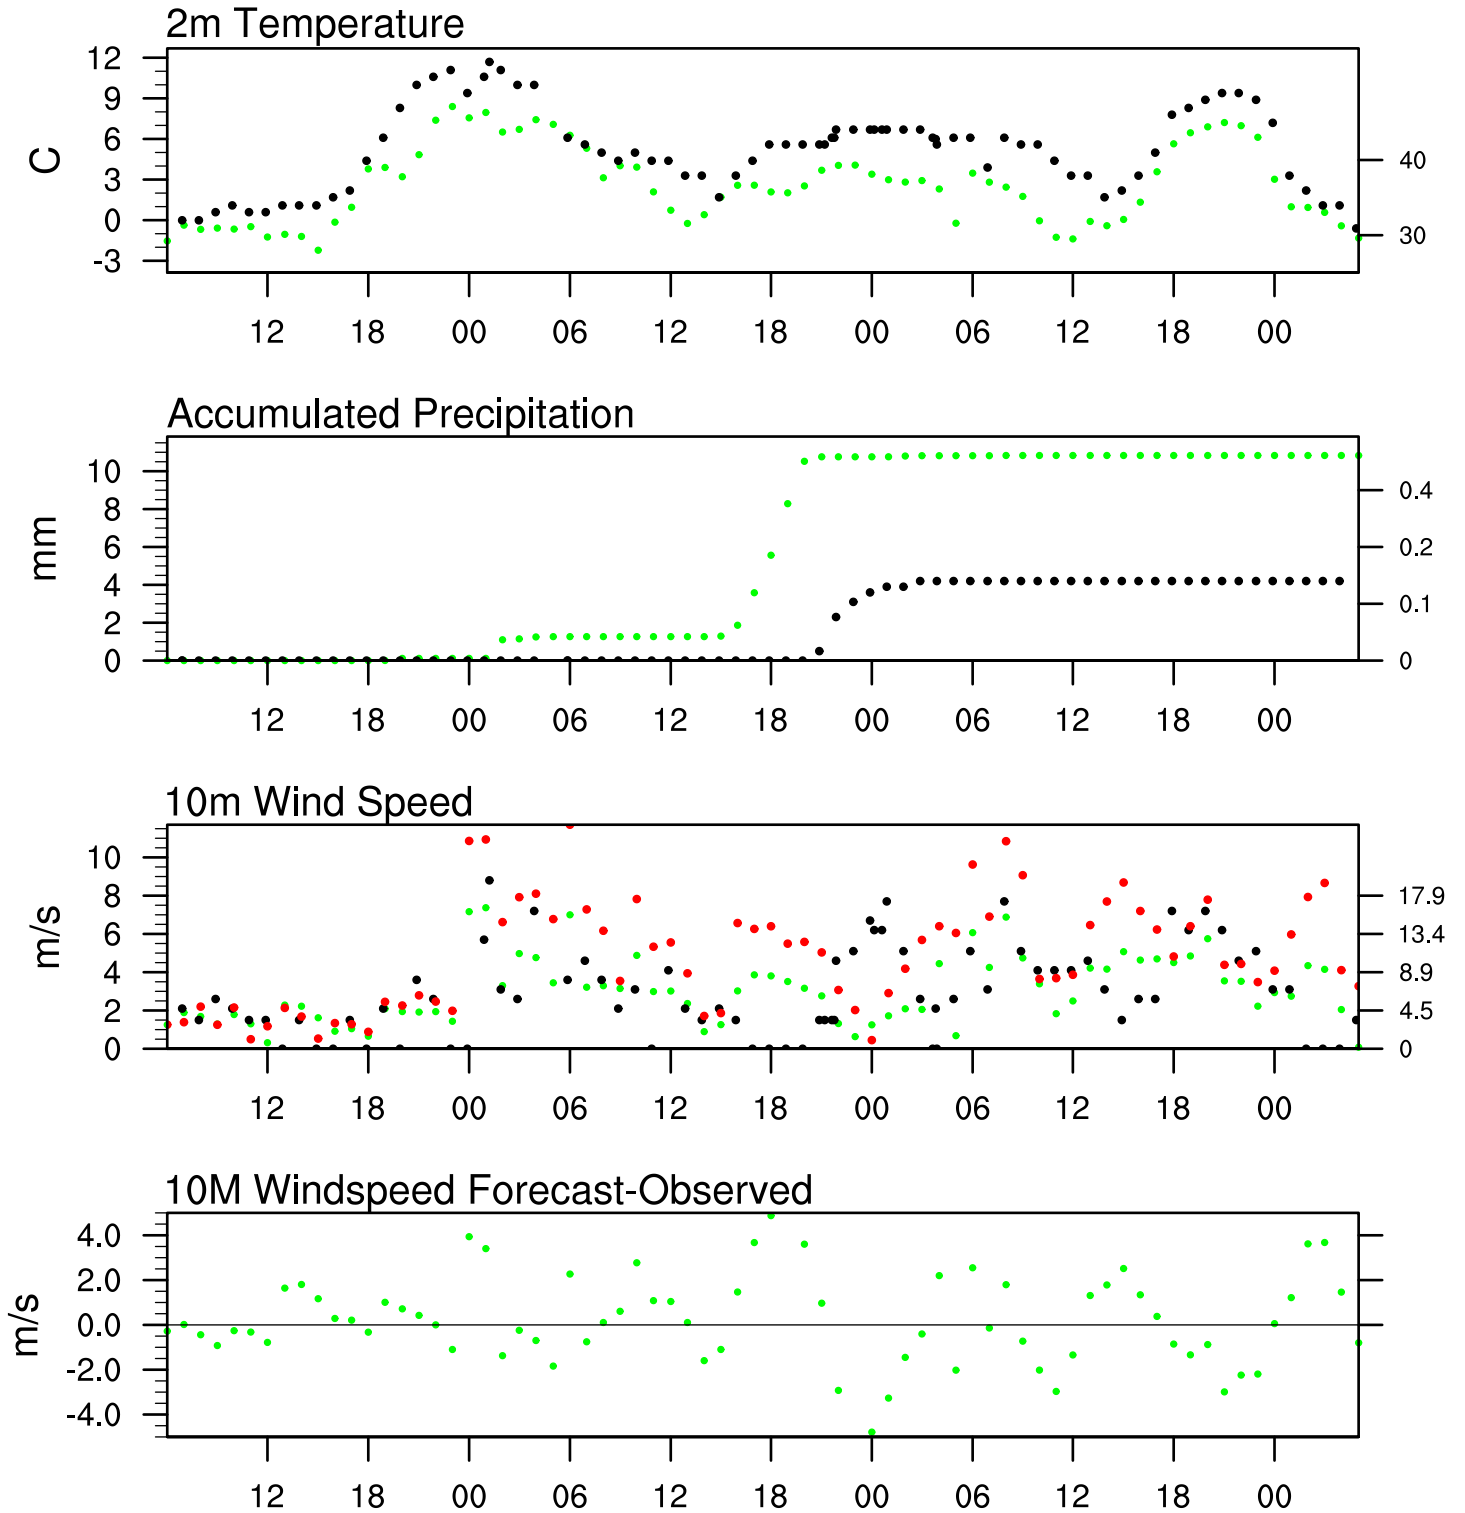 2m Temperature
12
9
6
3
0
-3
C
40
30
12 18 00 06 12 18 00 06 12 18 00
Accumulated Precipitation
10
8
6
4
2
0
mm
0.4
0.2
0.1
0
12 18 00 06 12 18 00 06 12 18 00
10m Wind Speed
10
8
6
4
2
0
m/s
17.9
13.4
8.9
4.5
0
12 18 00 06 12 18 00 06 12 18 00
10M Windspeed Forecast-Observed
4.0
2.0
0.0
-2.0
-4.0
m/s
12 18 00 06 12 18 00 06 12 18 00